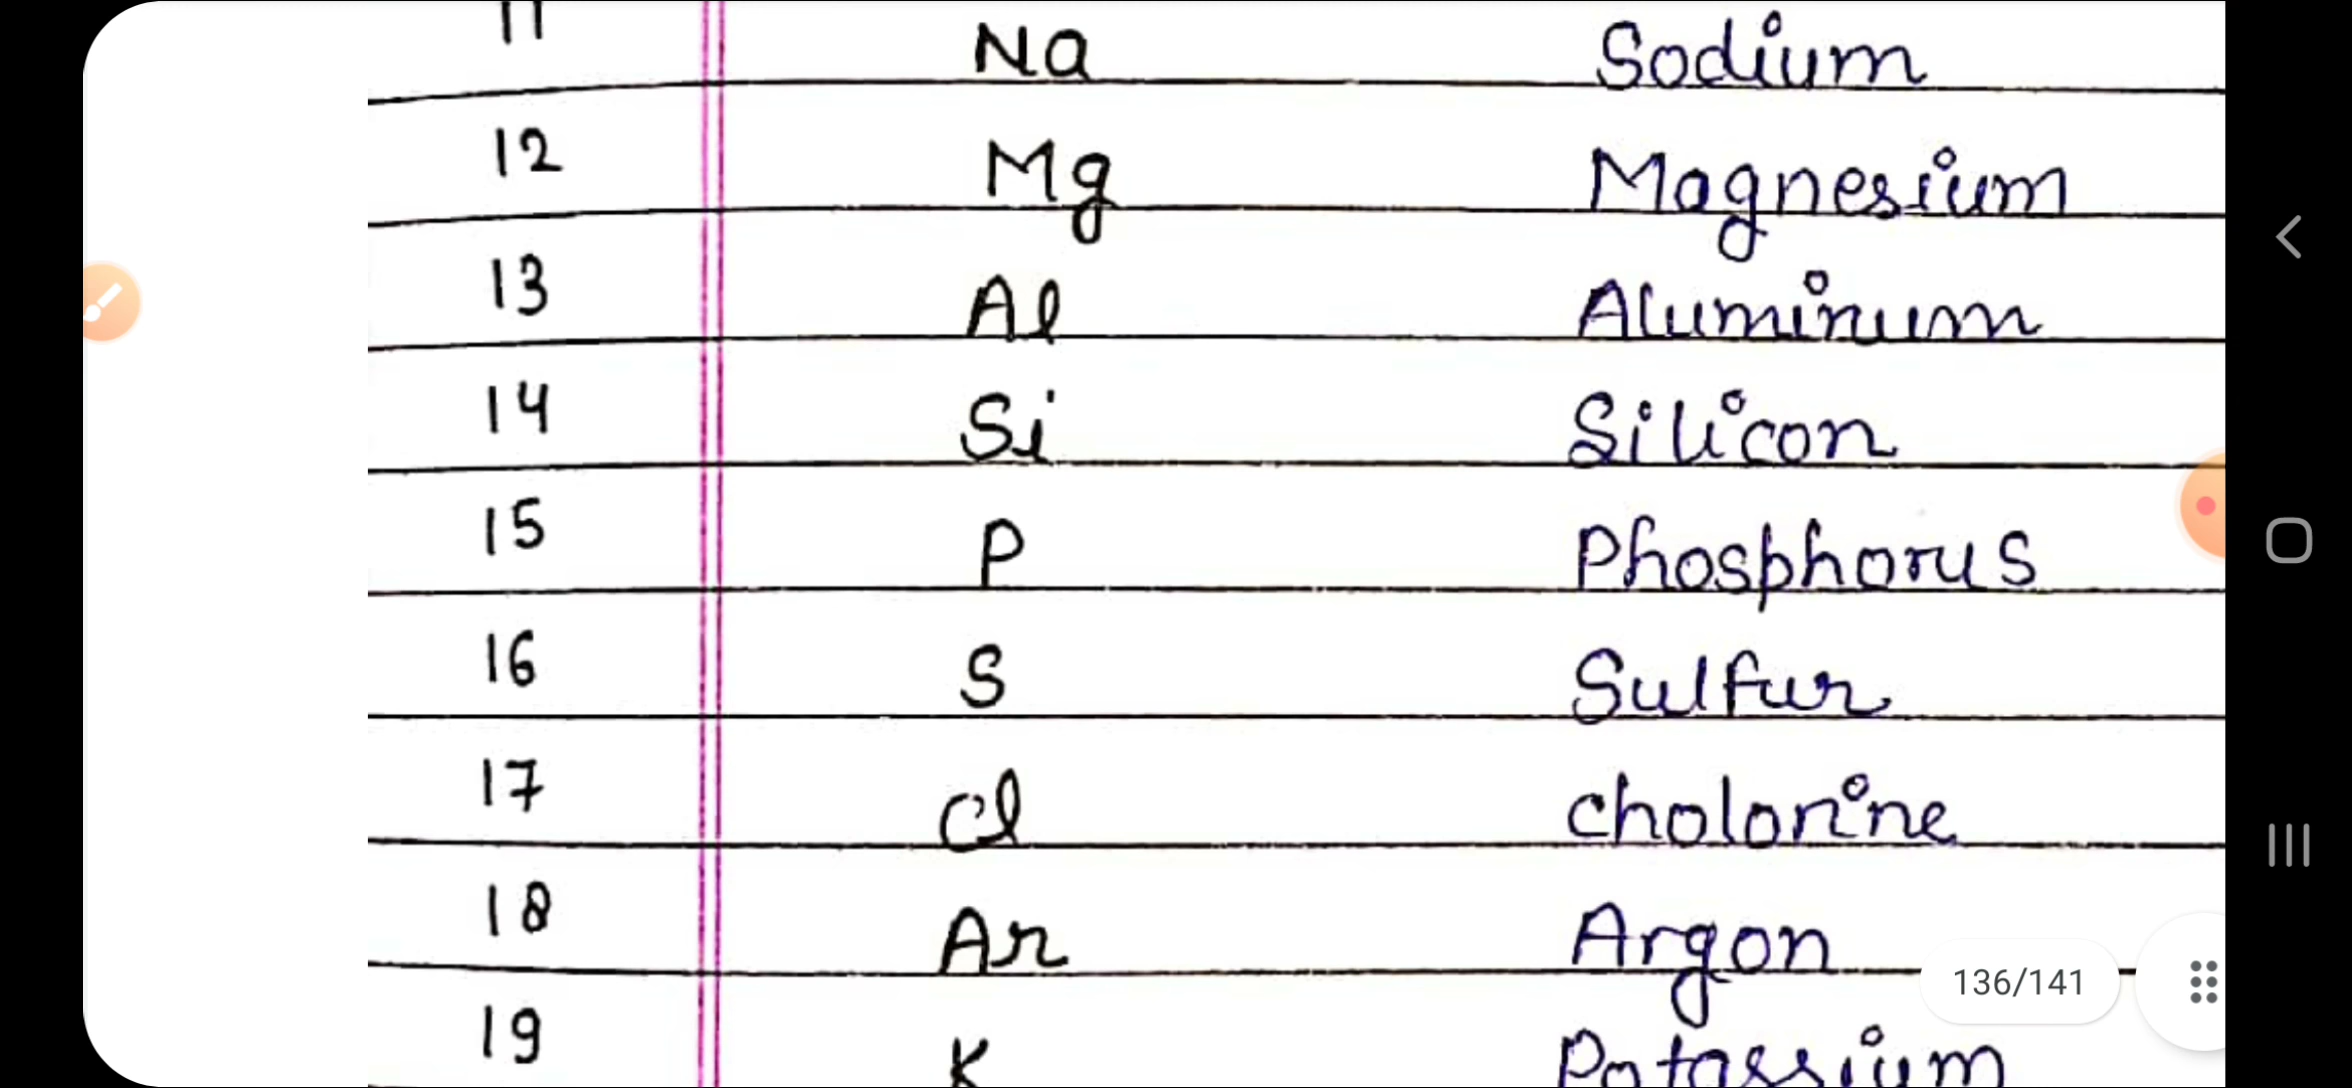 11 Na Sodium
12 Mg Magnesium
13 Al Aluminum
14 Si Silicon
15 P Phosphorus
16 S Sulfur
17 Cl cholorine
18 Ar Argon
136/141
19 K Potassium